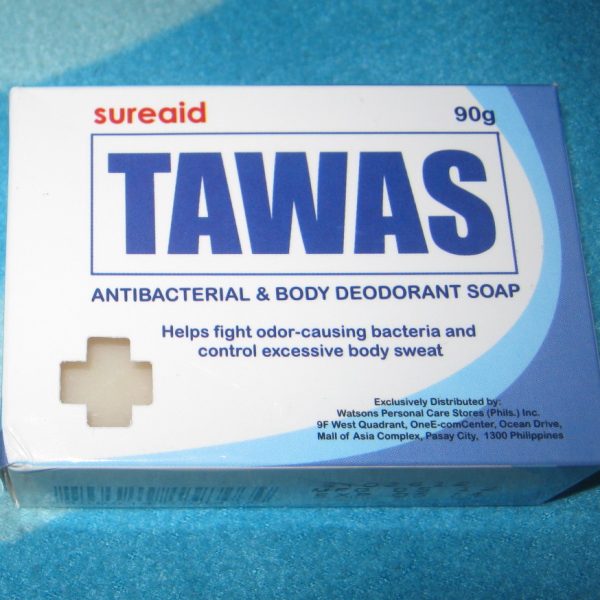 sureaid
90g
TAWAS
ANTIBACTERIAL & BODY DEODORANT SOAP
Helps fight odor-causing bacteria and
control excessive body sweat
Exclusively Distributed by:
Watsons Personal Care Stores (Phils.) Inc.
9F West Quadrant, OneE-comCenter, Ocean Drive,
Mall of Asia Complex, Pasay City, 1300 Philippines